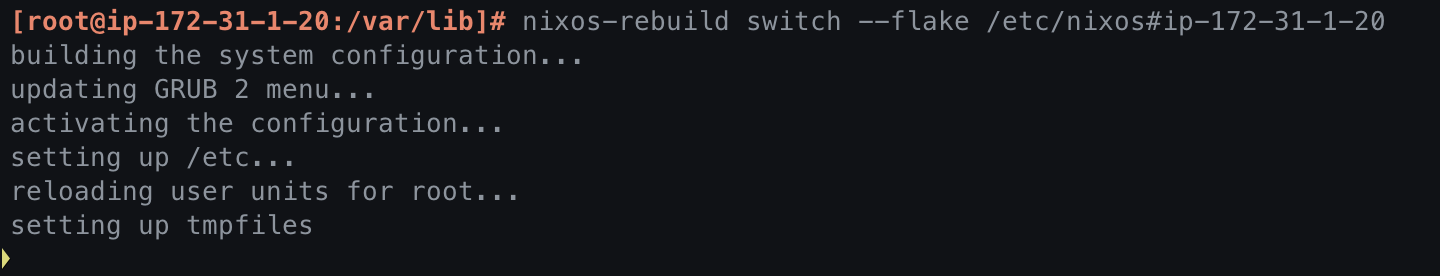 [root@ip-172-31-1-20:/var/lib]# nixos-rebuild switch --flake /etc/nixos#ip-172-31-1-20
building the system configuration...
updating GRUB 2 menu...
activating the configuration...
setting up /etc...
reloading user units for root...
setting up tmpfiles